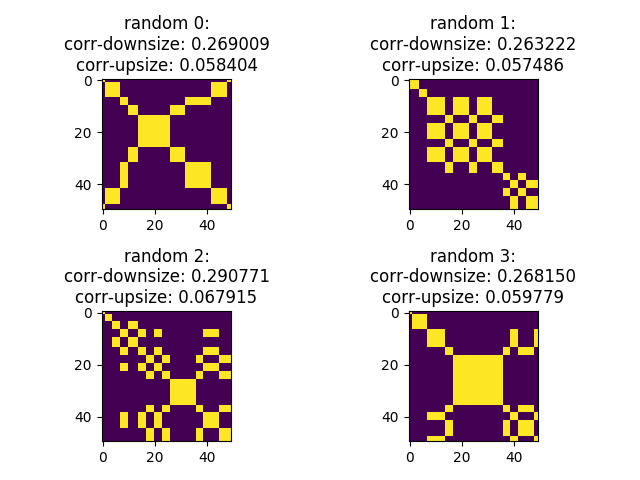 random 0:
corr-downsize: 0.269009
corr-upsize: 0.058404
0
20
40
0 20 40
random 1:
corr-downsize: 0.263222
corr-upsize: 0.057486
0
20
40
0 20 40
random 2:
corr-downsize: 0.290771
corr-upsize: 0.067915
0
20
40
0 20 40
random 3:
corr-downsize: 0.268150
corr-upsize: 0.059779
0
20
40
0 20 40